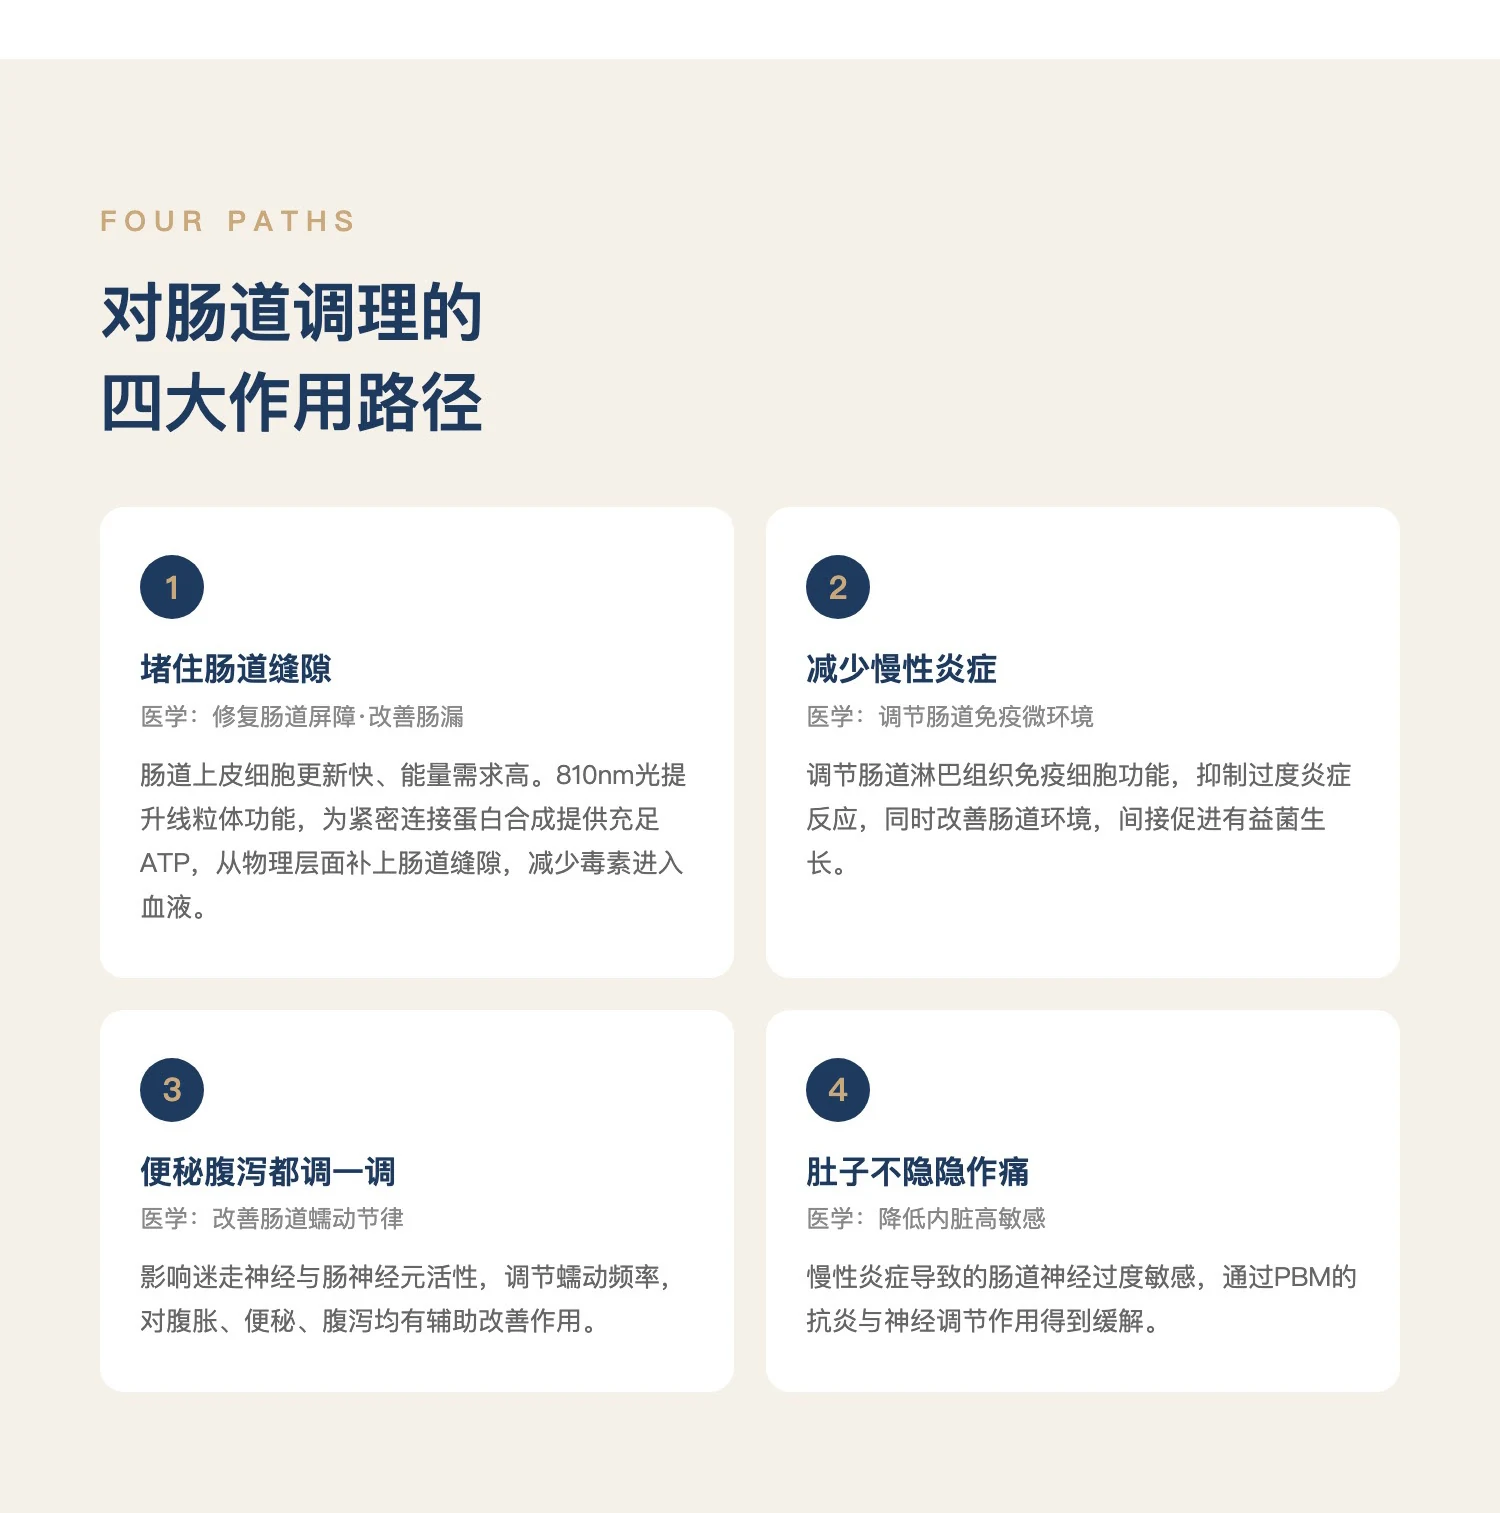 FOUR PATHS
对肠道调理的
四大作用路径
1
堵住肠道缝隙
医学：修复肠道屏障·改善肠漏
肠道上皮细胞更新快、能量需求高。810nm光提
升线粒体功能，为紧密连接蛋白合成提供充足
ATP，从物理层面补上肠道缝隙，减少毒素进入
血液。
2
减少慢性炎症
医学：调节肠道免疫微环境
调节肠道淋巴组织免疫细胞功能，抑制过度炎症
反应，同时改善肠道环境，间接促进有益菌生
长。
3
便秘腹泻都调一调
医学：改善肠道蠕动节律
影响迷走神经与肠神经元活性，调节蠕动频率，
对腹胀、便秘、腹泻均有辅助改善作用。
4
肚子不隐隐作痛
医学：降低内脏高敏感
慢性炎症导致的肠道神经过度敏感，通过PBM的
抗炎与神经调节作用得到缓解。